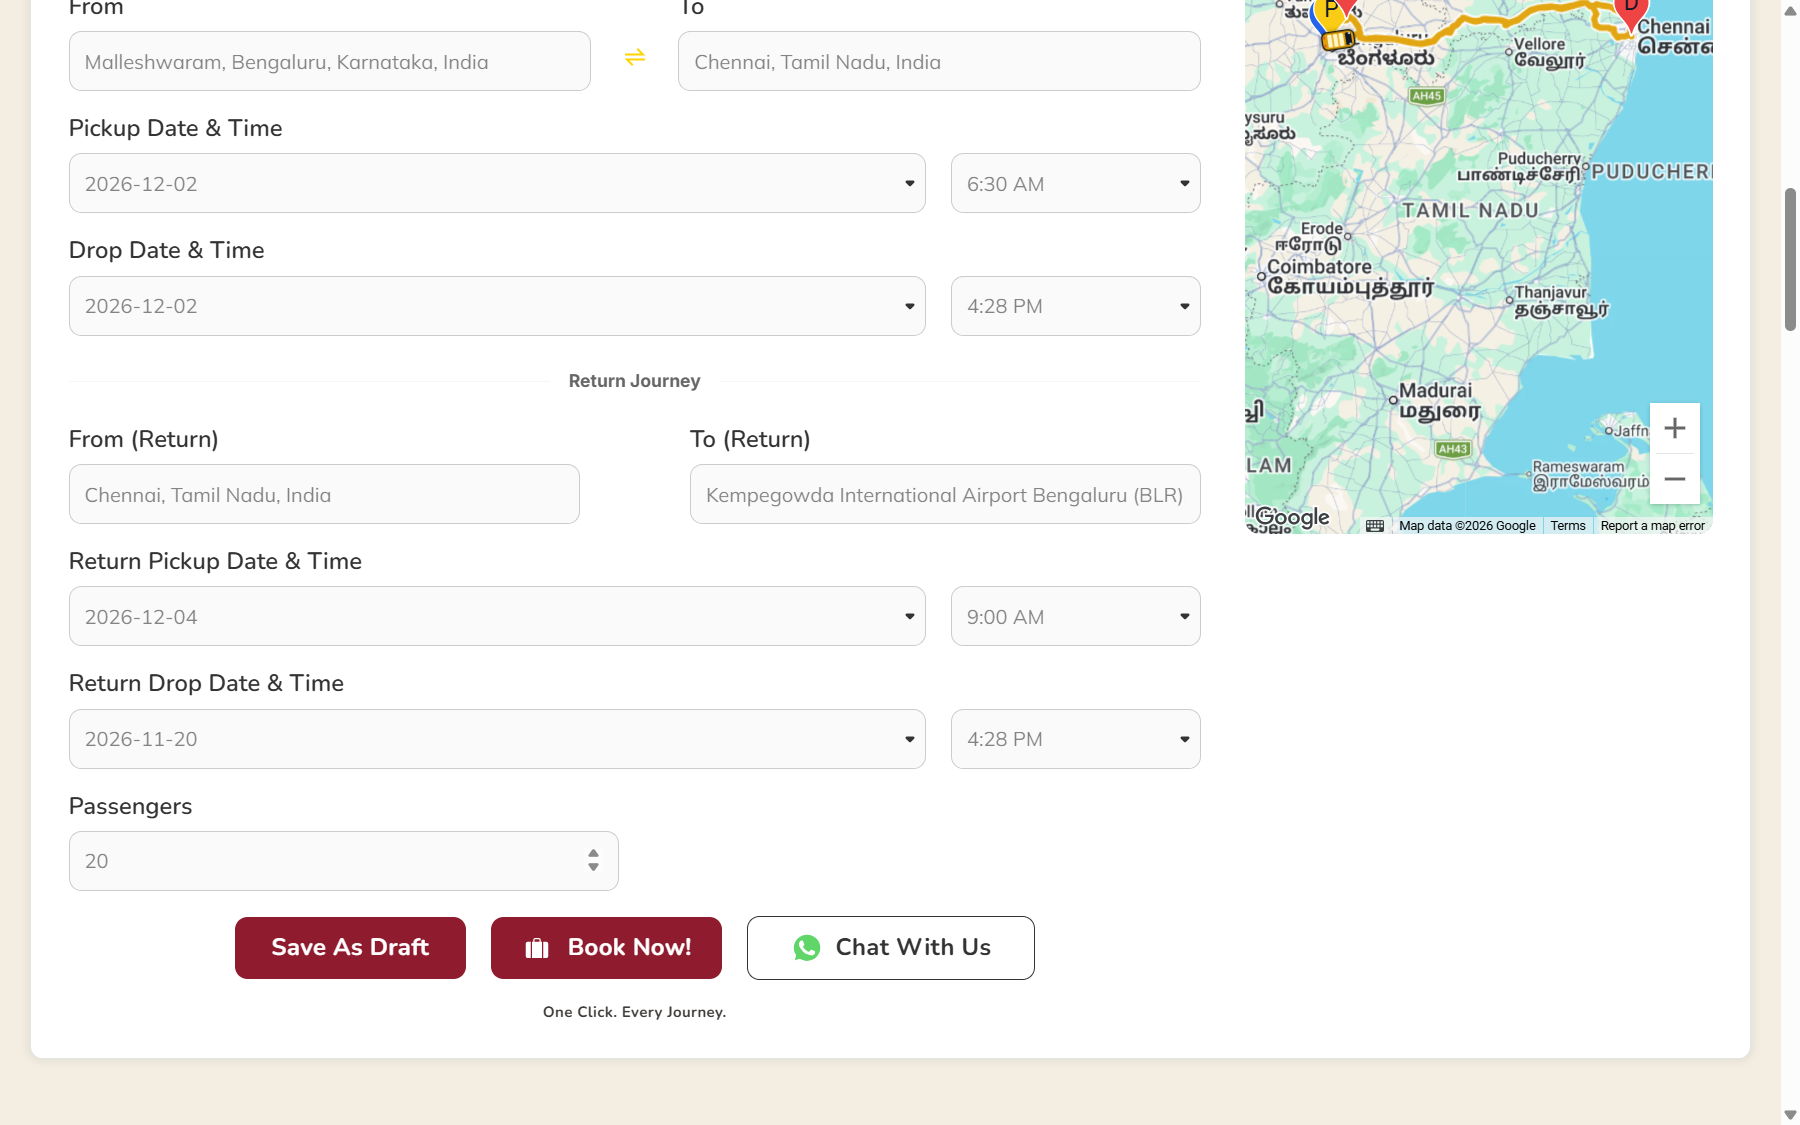 From
To
Malleshwaram, Bengaluru, Karnataka, India
Chennai, Tamil Nadu, India
Pickup Date & Time
2026-12-02
6:30 AM
Drop Date & Time
2026-12-02
4:28 PM
Return Journey
From (Return)
To (Return)
Chennai, Tamil Nadu, India
Kempegowda International Airport Bengaluru (BLR)
Return Pickup Date & Time
2026-12-04
9:00 AM
Return Drop Date & Time
2026-11-20
4:28 PM
Passengers
20
Save As Draft
Book Now!
Chat With Us
One Click. Every Journey.
P
D
Chennai
ಬೆಂಗಳೂರು
Vellore
வேலூர்
AH45
Puducherry
பாண்டிச்சேரி
TAMIL NADU
Erode
ஈரோடு
Coimbatore
கோயம்புத்தூர்
Thanjavur
தஞ்சாவூர்
Madurai
மதுரை
AH43
Rameswaram
Google
Map data ©2026 Google
Terms
Report a map error